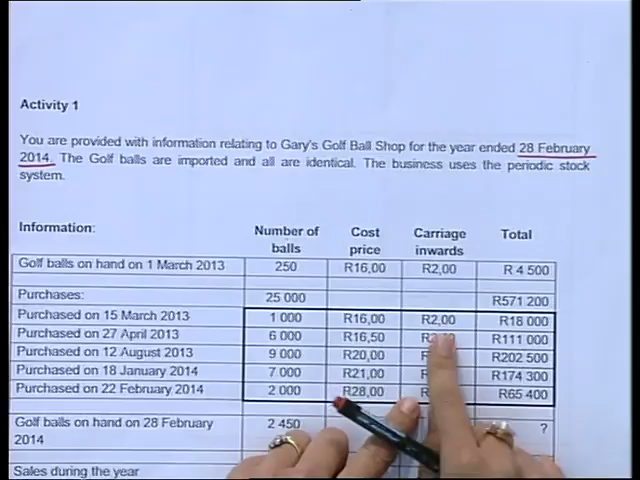 Activity 1
You are provided with information relating to Gary's Golf Ball Shop for the year ended 28 February
2014. The Golf balls are imported and all are identical. The business uses the periodic stock
system.
Information: Number of balls Cost price Carriage inwards Total
Golf balls on hand on 1 March 2013 250 R16,00 R2,00 R 4 500
Purchases: 25 000 R571 200
Purchased on 15 March 2013 1 000 R16,00 R2,00 R18 000
Purchased on 27 April 2013 6 000 R16,50 R111 000
Purchased on 12 August 2013 9 000 R20,00 R202 500
Purchased on 18 January 2014 7 000 R21,00 R174 300
Purchased on 22 February 2014 2 000 R28,00 R65 400
Golf balls on hand on 28 February 2014 2 450 ?
Sales during the year